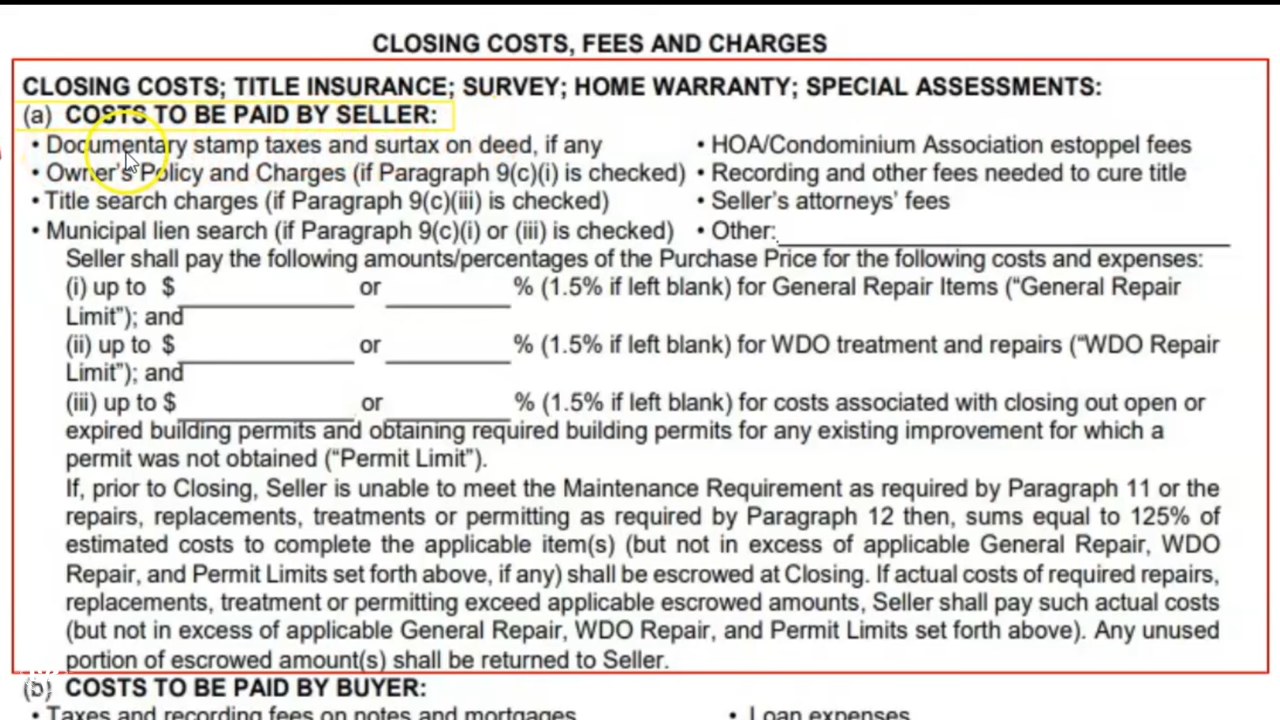 CLOSING COSTS, FEES AND CHARGES
CLOSING COSTS; TITLE INSURANCE; SURVEY; HOME WARRANTY; SPECIAL ASSESSMENTS:
(a) COSTS TO BE PAID BY SELLER:
• Documentary stamp taxes and surtax on deed, if any • HOA/Condominium Association estoppel fees
• Owner's Policy and Charges (if Paragraph 9(c)(i) is checked) • Recording and other fees needed to cure title
• Title search charges (if Paragraph 9(c)(iii) is checked) • Seller's attorneys' fees
• Municipal lien search (if Paragraph 9(c)(i) or (iii) is checked) • Other:
Seller shall pay the following amounts/percentages of the Purchase Price for the following costs and expenses:
(i) up to $ or % (1.5% if left blank) for General Repair Items ("General Repair
Limit"); and
(ii) up to $ or % (1.5% if left blank) for WDO treatment and repairs ("WDO Repair
Limit"); and
(iii) up to $ or % (1.5% if left blank) for costs associated with closing out open or
expired building permits and obtaining required building permits for any existing improvement for which a
permit was not obtained ("Permit Limit").
If, prior to Closing, Seller is unable to meet the Maintenance Requirement as required by Paragraph 11 or the
repairs, replacements, treatments or permitting as required by Paragraph 12 then, sums equal to 125% of
estimated costs to complete the applicable item(s) (but not in excess of applicable General Repair, WDO
Repair, and Permit Limits set forth above, if any) shall be escrowed at Closing. If actual costs of required repairs,
replacements, treatment or permitting exceed applicable escrowed amounts, Seller shall pay such actual costs
(but not in excess of applicable General Repair, WDO Repair, and Permit Limits set forth above). Any unused
portion of escrowed amount(s) shall be returned to Seller.
(b) COSTS TO BE PAID BY BUYER:
• Taxes and recording fees on notes and mortgages • Loan expenses